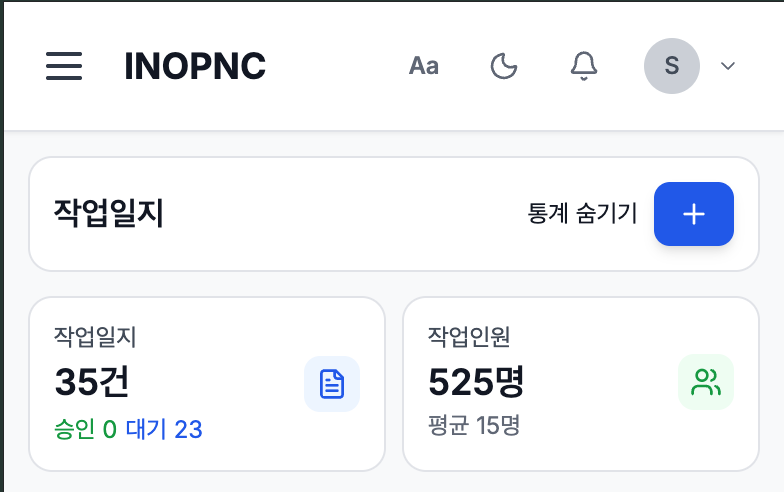 INOPNC Aa S
작업일지 통계 숨기기
작업일지
35건
승인 0 대기 23
작업인원
525명
평균 15명